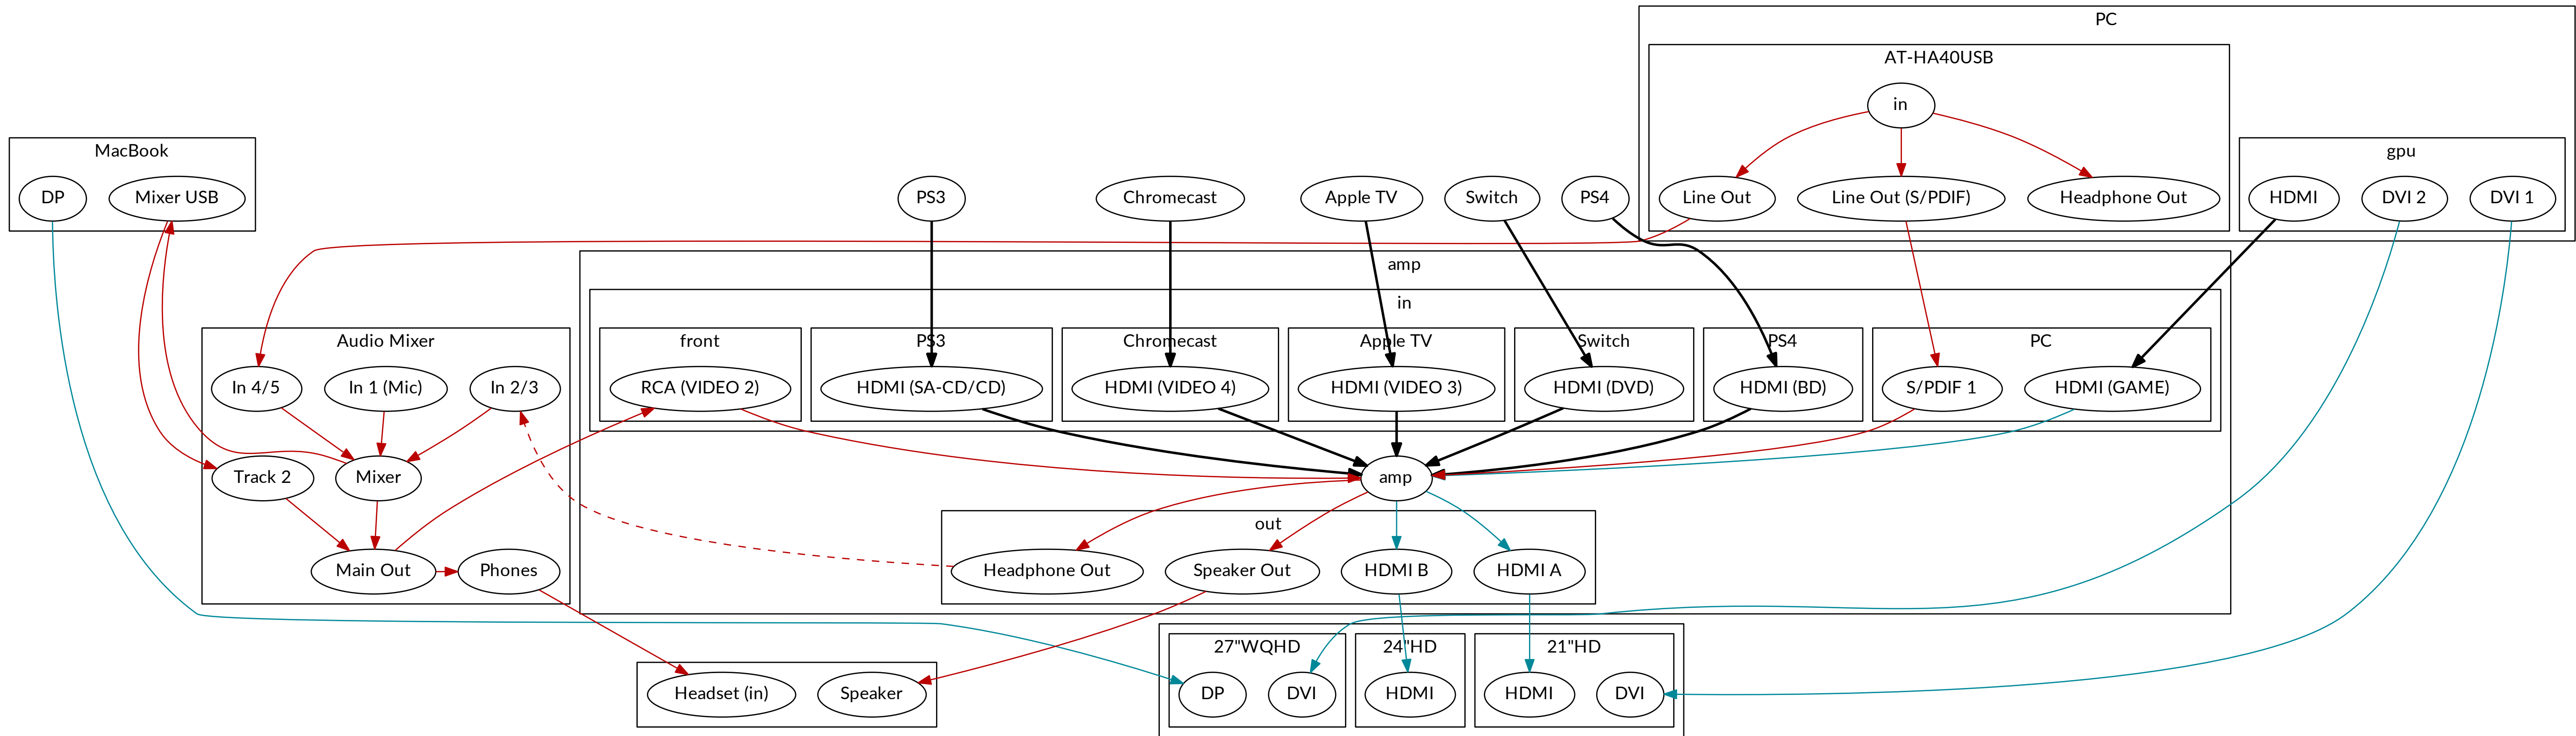 PC
AT-HA40USB
in
MacBook
gpu
DP
Mixer USB
PS3
Chromecast
Apple TV
Switch
PS4
Line Out
Line Out (S/PDIF)
Headphone Out
HDMI
DVI 2
DVI 1
amp
in
Audio Mixer
front
PS3
Chromecast
Apple TV
Switch
PS4
PC
In 4/5
In 1 (Mic)
In 2/3
RCA (VIDEO 2)
HDMI (SA-CD/CD)
HDMI (VIDEO 4)
HDMI (VIDEO 3)
HDMI (DVD)
HDMI (BD)
S/PDIF 1
HDMI (GAME)
Track 2
Mixer
amp
out
Main Out
Phones
Headphone Out
Speaker Out
HDMI B
HDMI A
27"WQHD
24"HD
21"HD
Headset (in)
Speaker
DP
DVI
HDMI
HDMI
DVI